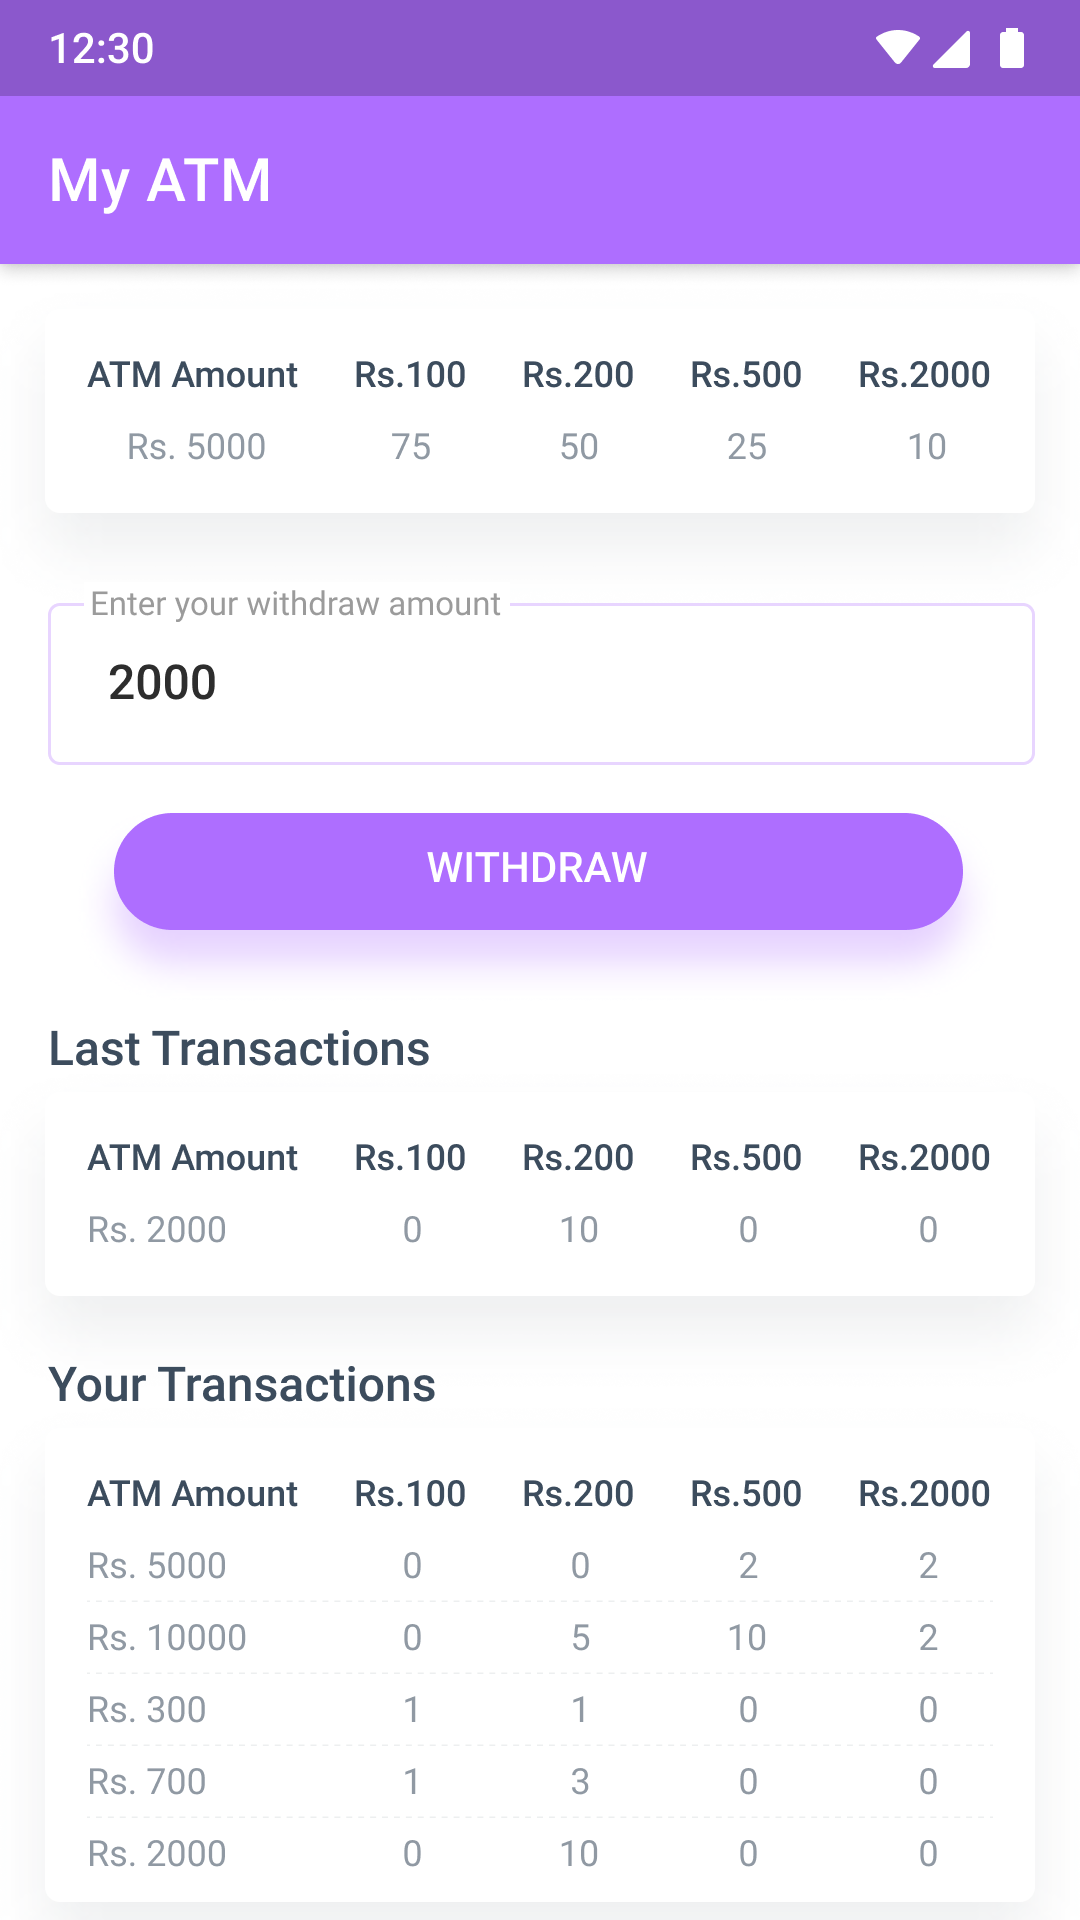 12:30
My ATM
ATM Amount Rs.100 Rs.200 Rs.500 Rs.2000
Rs. 5000 75 50 25 10
Enter your withdraw amount
2000
WITHDRAW
Last Transactions
ATM Amount Rs.100 Rs.200 Rs.500 Rs.2000
Rs. 2000 0 10 0 0
Your Transactions
ATM Amount Rs.100 Rs.200 Rs.500 Rs.2000
Rs. 5000 0 0 2 2
Rs. 10000 0 5 10 2
Rs. 300 1 1 0 0
Rs. 700 1 3 0 0
Rs. 2000 0 10 0 0